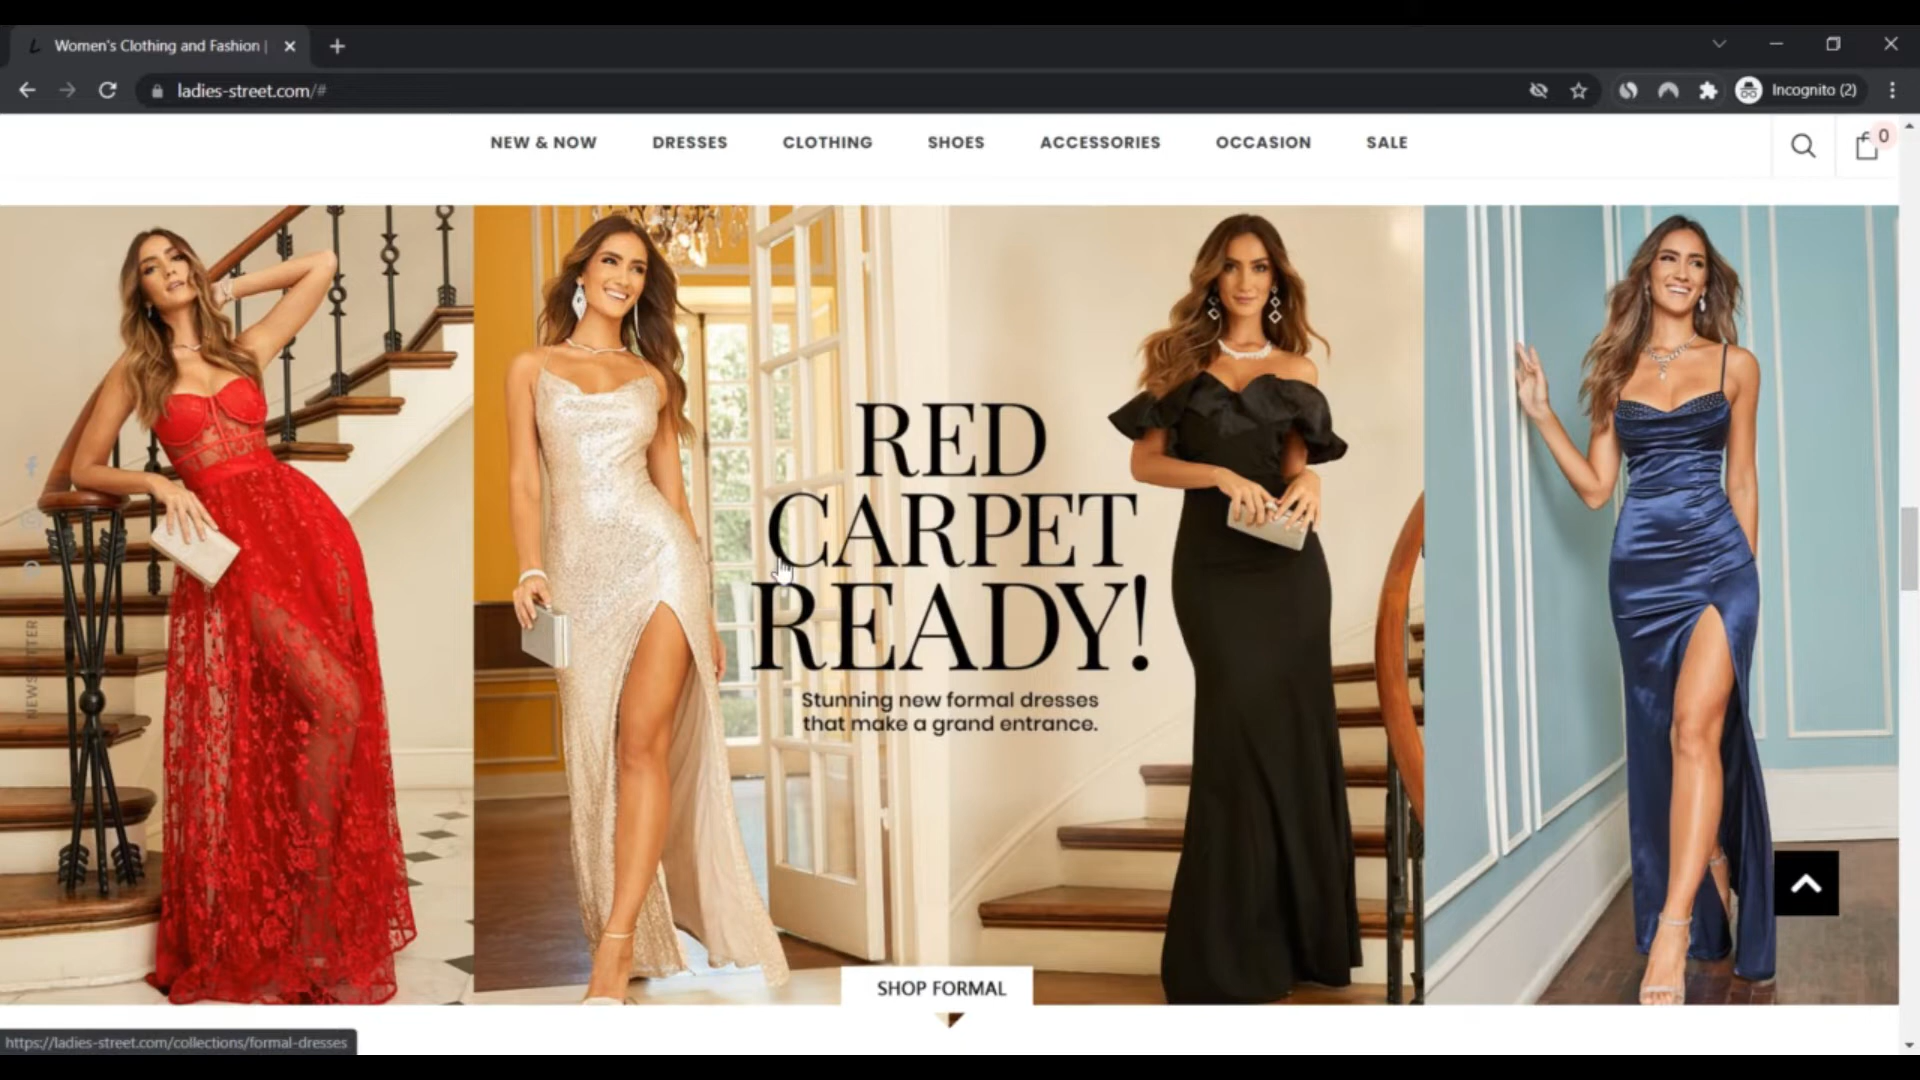 Women's Clothing and Fashion |
ladies-street.com/#
Incognito (2)
NEW & NOW DRESSES CLOTHING SHOES ACCESSORIES OCCASION SALE
0
RED
CARPET
READY!
Stunning new formal dresses
that make a grand entrance.
NEWSLETTER
SHOP FORMAL
https://ladies-street.com/collections/formal-dresses